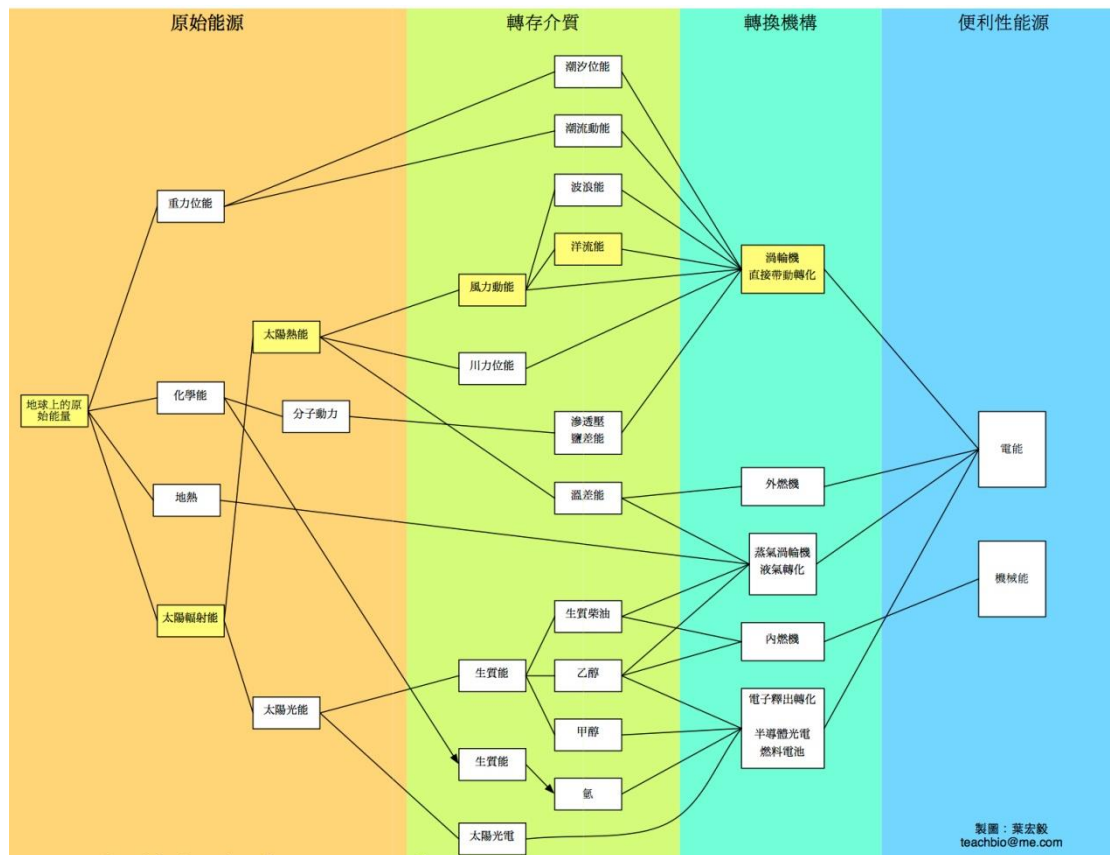 原始能源
轉存介質
轉換機構
便利性能源
潮汐位能
潮流動能
波浪能
重力位能
洋流能
渦輪機
直接帶動轉化
風力動能
太陽熱能
川力位能
化學能
地球上的原
始能量
分子動力
滲透壓
鹽差能
電能
溫差能
外燃機
地熱
蒸氣渦輪機
液氣轉化
機械能
生質柴油
太陽輻射能
內燃機
生質能
乙醇
電子釋出轉化
太陽光能
甲醇
半導體光電
燃料電池
生質能
氫
太陽光電
製圖：葉宏毅
teachbio@me.com